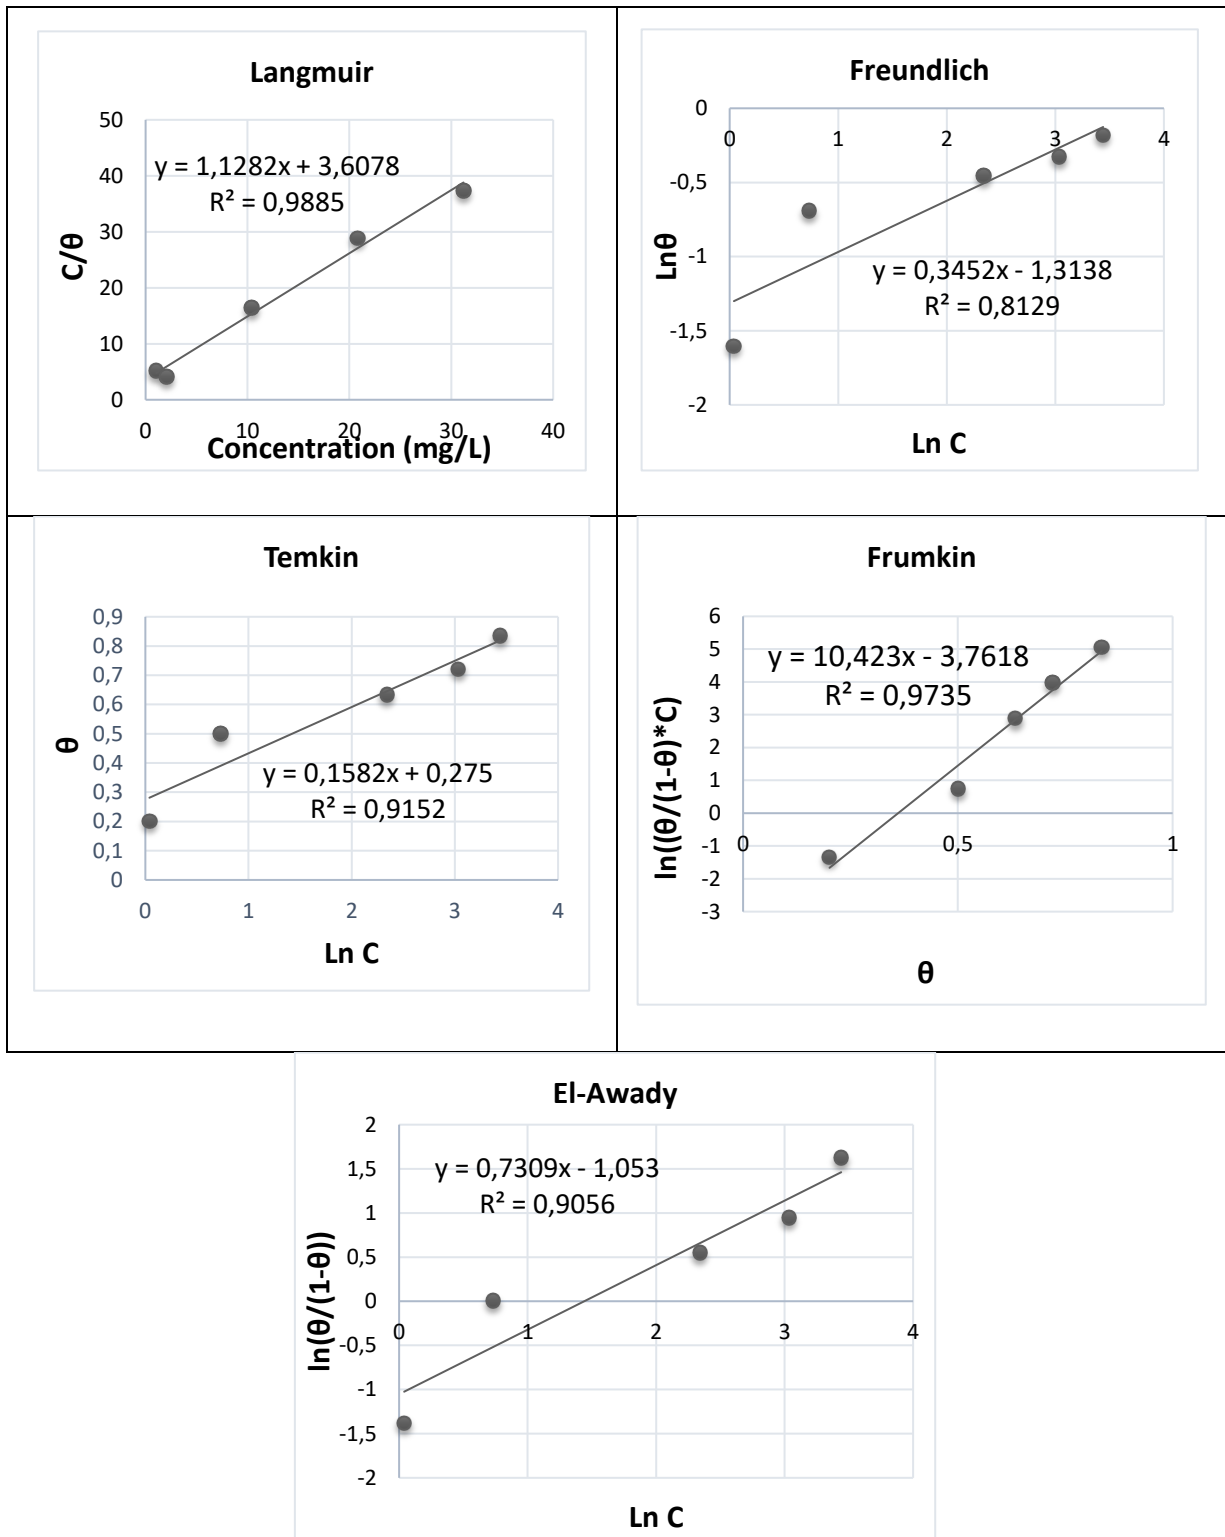 Langmuir
50
40
30
20
10
0
y = 1,1282x + 3,6078
R² = 0,9885
C/θ
0 10 20 30 40
Concentration (mg/L)
Freundlich
0
-0,5
-1
-1,5
-2
0 1 2 3 4
y = 0,3452x - 1,3138
R² = 0,8129
Lnθ
Ln C
Temkin
0,9
0,8
0,7
0,6
0,5
0,4
0,3
0,2
0,1
0
θ
y = 0,1582x + 0,275
R² = 0,9152
0 1 2 3 4
Ln C
Frumkin
6
5
4
3
2
1
0
-1
-2
-3
y = 10,423x - 3,7618
R² = 0,9735
ln((θ/(1-θ)*C)
0 0,5 1
θ
El-Awady
2
1,5
1
0,5
0
-0,5
-1
-1,5
-2
y = 0,7309x - 1,053
R² = 0,9056
ln(θ/(1-θ))
0 1 2 3 4
Ln C